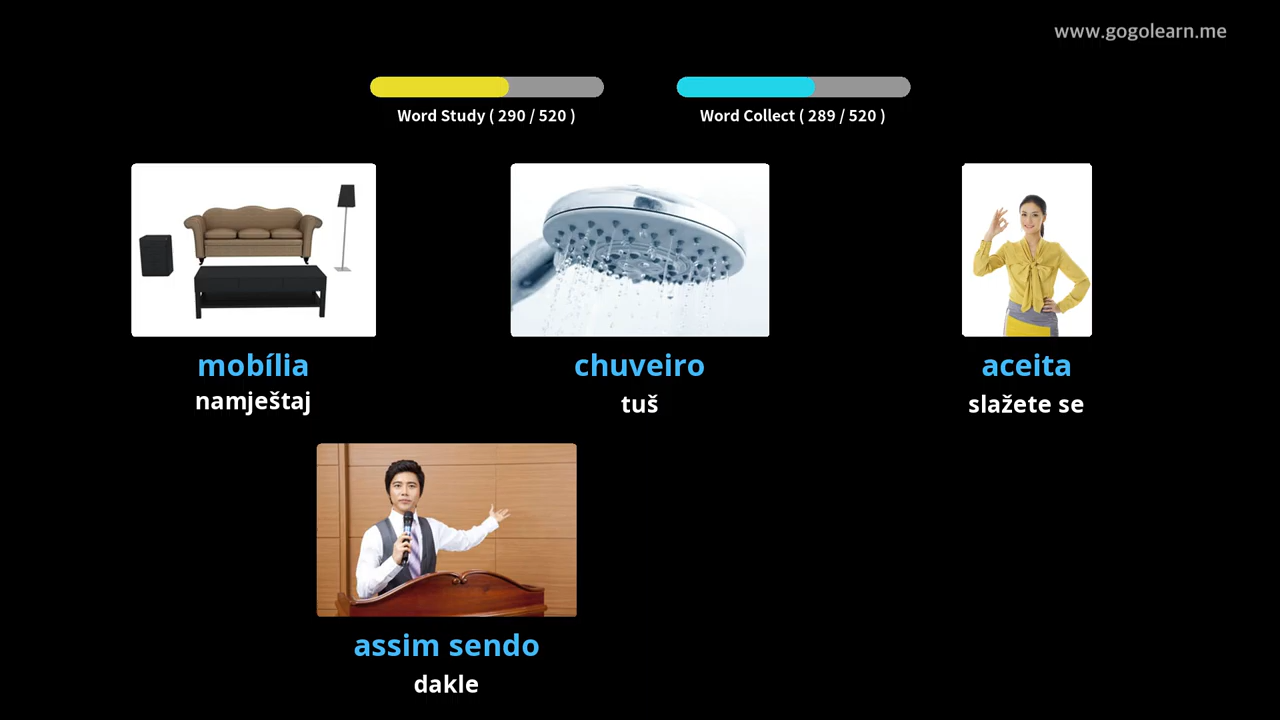 www.gogolearn.me
Word Study ( 290 / 520 )
Word Collect ( 289 / 520 )
mobília
namještaj
chuveiro
tuš
aceita
slažete se
assim sendo
dakle